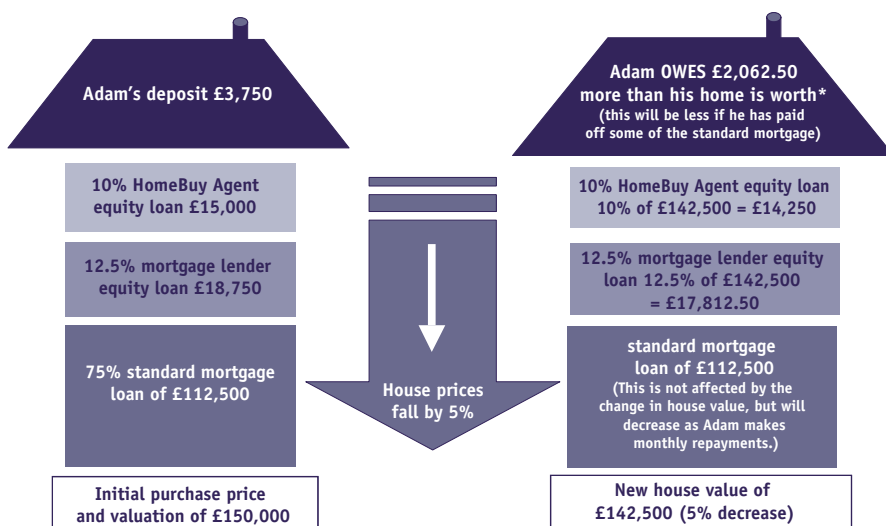 Adam's deposit £3,750
10% HomeBuy Agent
equity loan £15,000
12.5% mortgage lender
equity loan £18,750
75% standard mortgage
loan of £112,500
Initial purchase price
and valuation of £150,000
House prices
fall by 5%
Adam OWES £2,062.50
more than his home is worth*
(this will be less if he has paid
off some of the standard mortgage)
10% HomeBuy Agent equity loan
10% of £142,500 = £14,250
12.5% mortgage lender equity
loan 12.5% of £142,500
= £17,812.50
standard mortgage
loan of £112,500
(This is not affected by the
change in house value, but will
decrease as Adam makes
monthly repayments.)
New house value of
£142,500 (5% decrease)